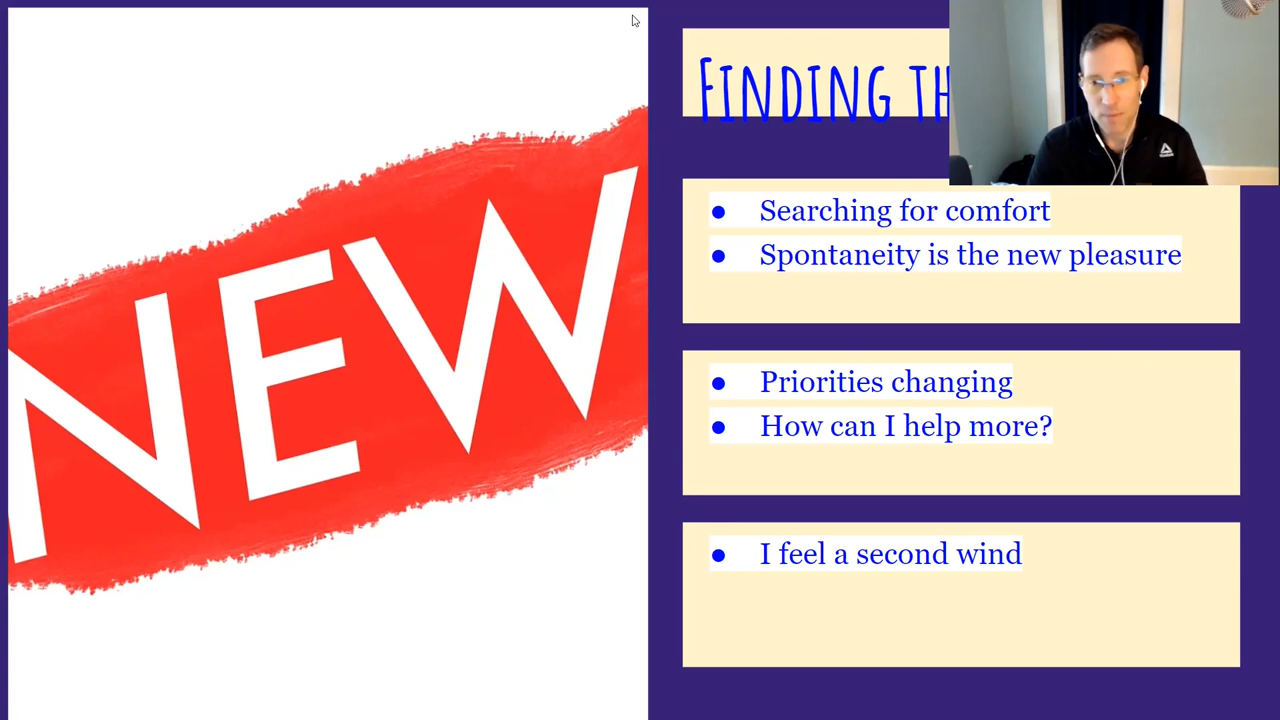 NEW
FINDING
● Searching for comfort
● Spontaneity is the new pleasure
● Priorities changing
● How can I help more?
● I feel a second wind